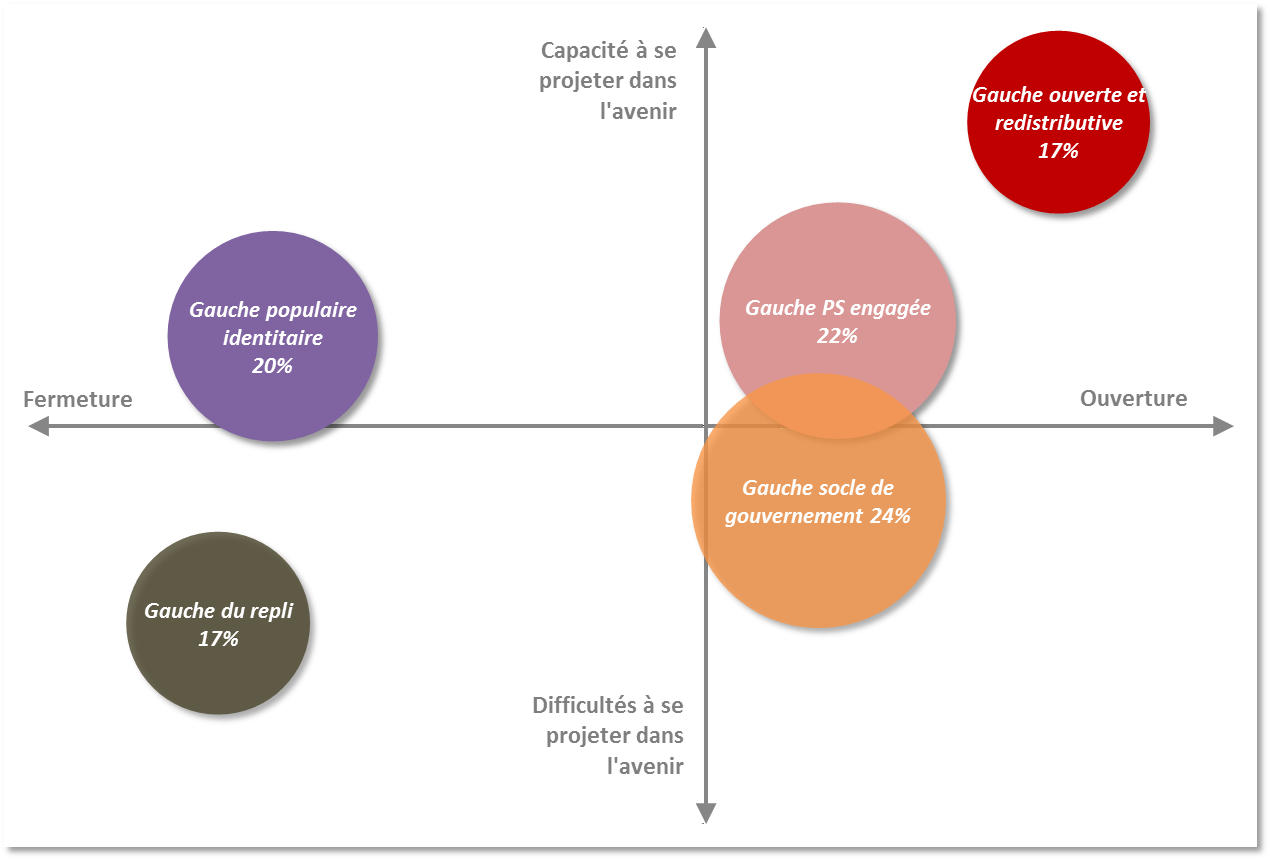 Capacité à se
projeter dans
l'avenir
Gauche ouverte et
redistributive
17%
Gauche populaire
identitaire
20%
Gauche PS engagée
22%
Fermeture
Ouverture
Gauche socle de
gouvernement 24%
Gauche du repli
17%
Difficultés à se
projeter dans
l'avenir